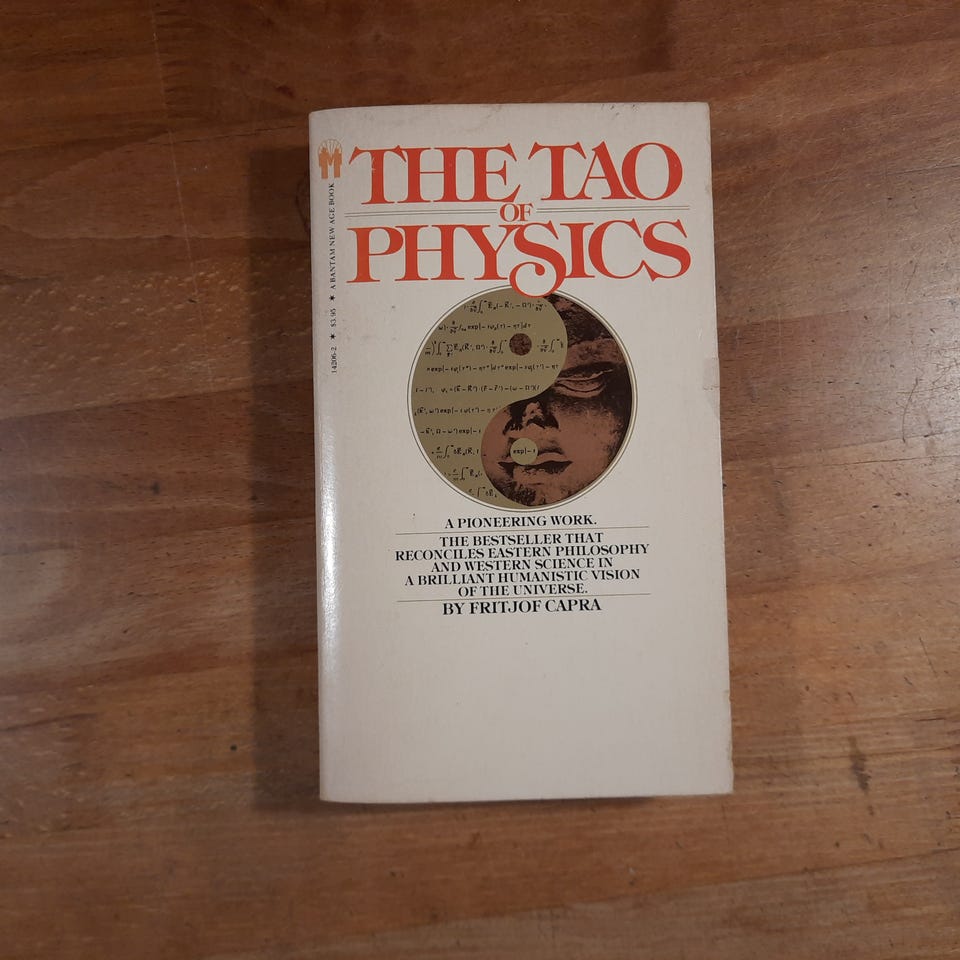 THE TAO
OF
PHYSICS
14206-2 * $3.95 * A BANTAM NEW AGE BOOK
exp|- ι
A PIONEERING WORK.
THE BESTSELLER THAT
RECONCILES EASTERN PHILOSOPHY
AND WESTERN SCIENCE IN
A BRILLIANT HUMANISTIC VISION
OF THE UNIVERSE.
BY FRITJOF CAPRA